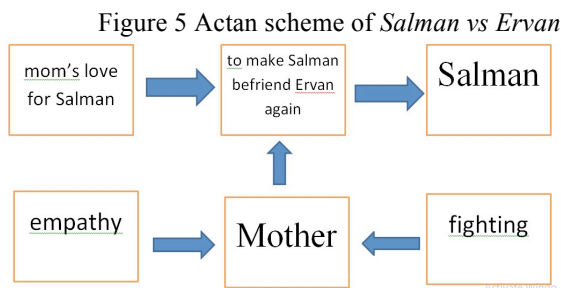 Figure 5 Actan scheme of Salman vs Ervan
mom's love
for Salman
to make Salman
befriend Ervan
again
Salman
empathy
Mother
fighting